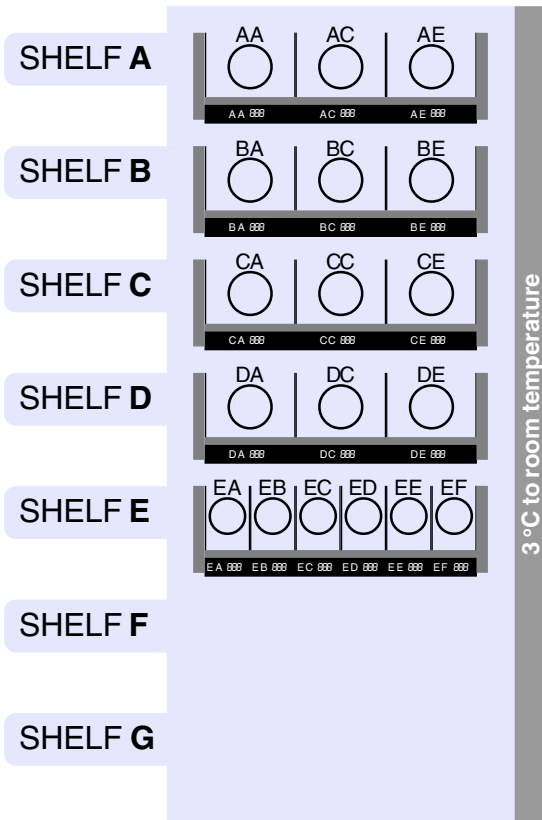 SHELF A
AA AC AE
AA 888 AC 888 AE 888
SHELF B
BA BC BE
BA 888 BC 888 BE 888
SHELF C
CA CC CE
CA 888 CC 888 CE 888
SHELF D
DA DC DE
DA 888 DC 888 DE 888
SHELF E
EA EB EC ED EE EF
EA 888 EB 888 EC 888 ED 888 EE 888 EF 888
SHELF F
SHELF G
3 °C to room temperature